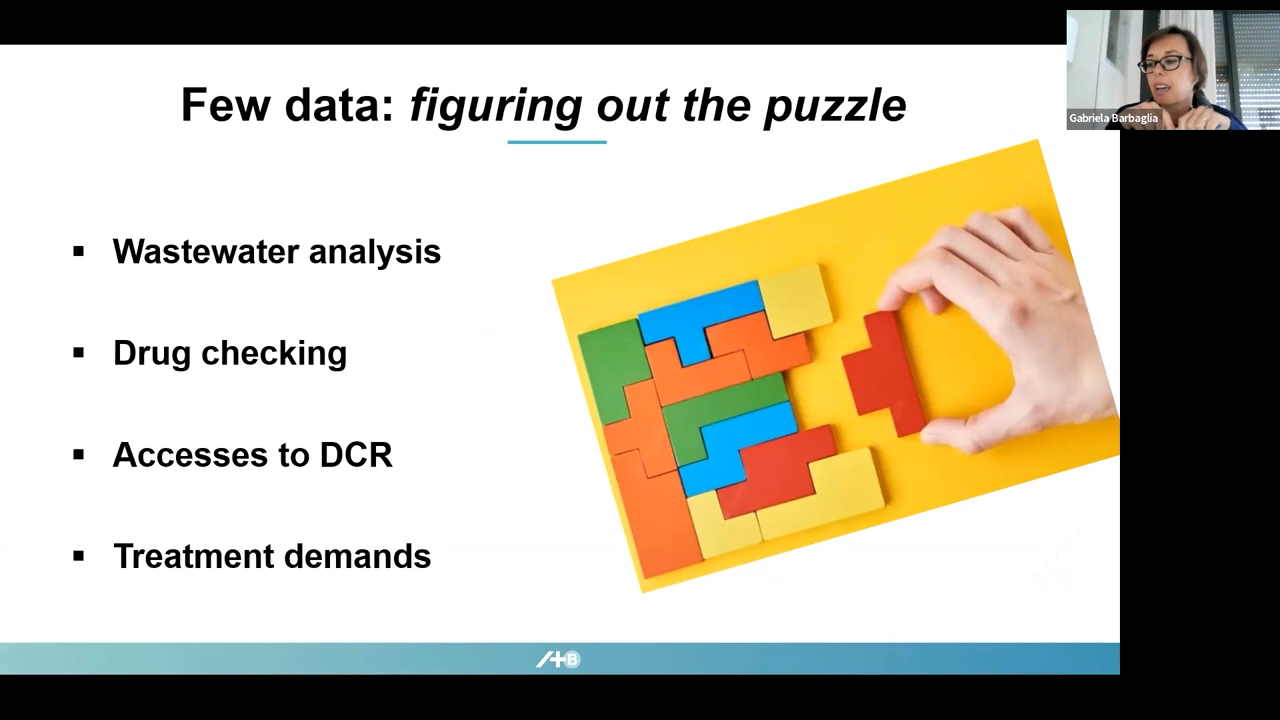 Few data: figuring out the puzzle
Gabriela Barbaglia
▪ Wastewater analysis
▪ Drug checking
▪ Accesses to DCR
▪ Treatment demands
B